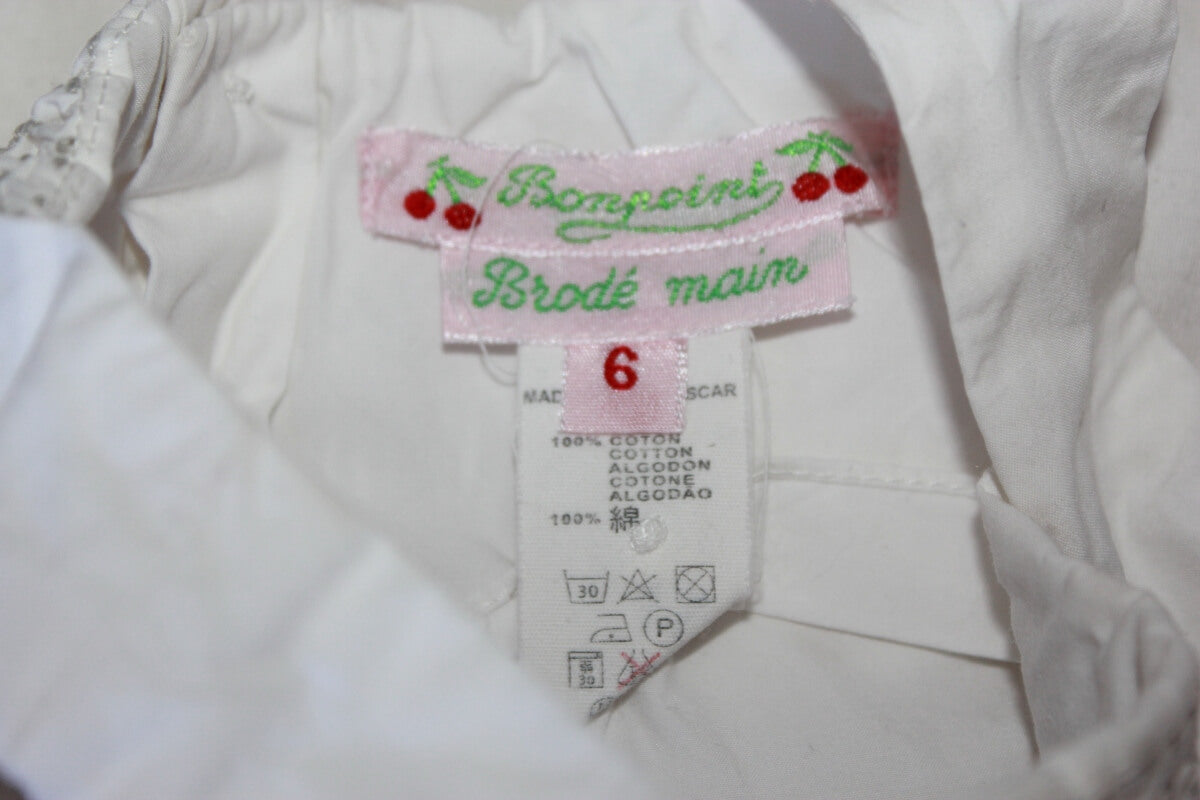 Bonpoint
Brodé main
6
MAD SCAR
100% COTON
COTTON
ALGODON
COTONE
ALGODÃO
100% 綿
30
P
30